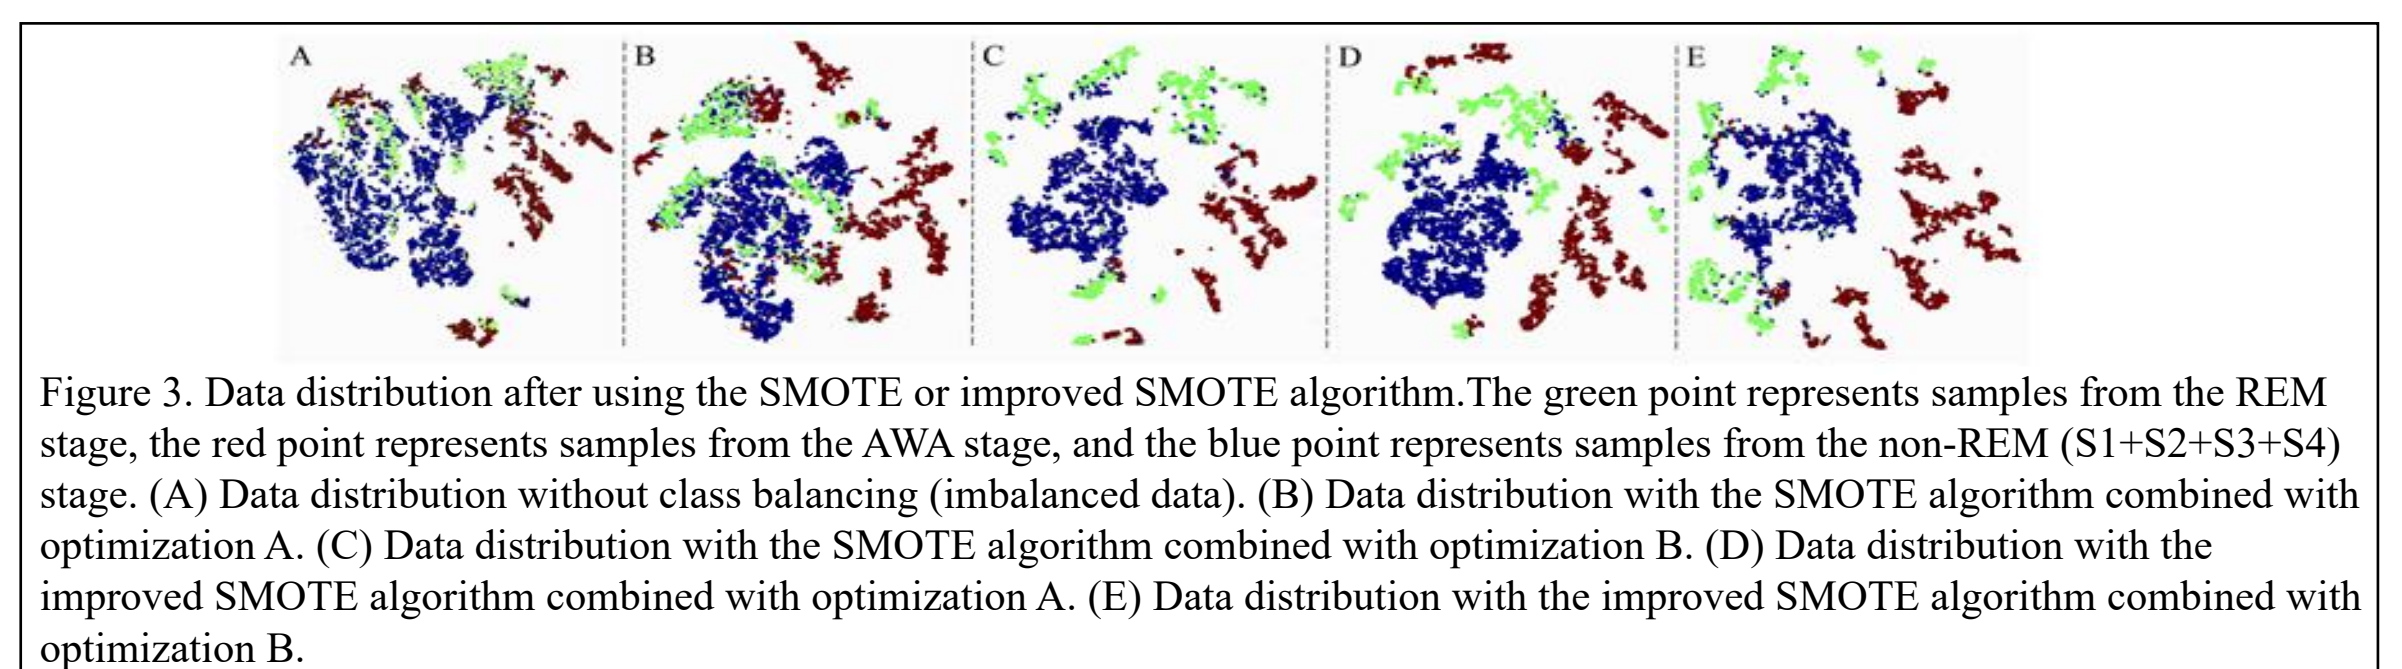 A B C D E
Figure 3. Data distribution after using the SMOTE or improved SMOTE algorithm.The green point represents samples from the REM
stage, the red point represents samples from the AWA stage, and the blue point represents samples from the non-REM (S1+S2+S3+S4)
stage. (A) Data distribution without class balancing (imbalanced data). (B) Data distribution with the SMOTE algorithm combined with
optimization A. (C) Data distribution with the SMOTE algorithm combined with optimization B. (D) Data distribution with the
improved SMOTE algorithm combined with optimization A. (E) Data distribution with the improved SMOTE algorithm combined with
optimization B.